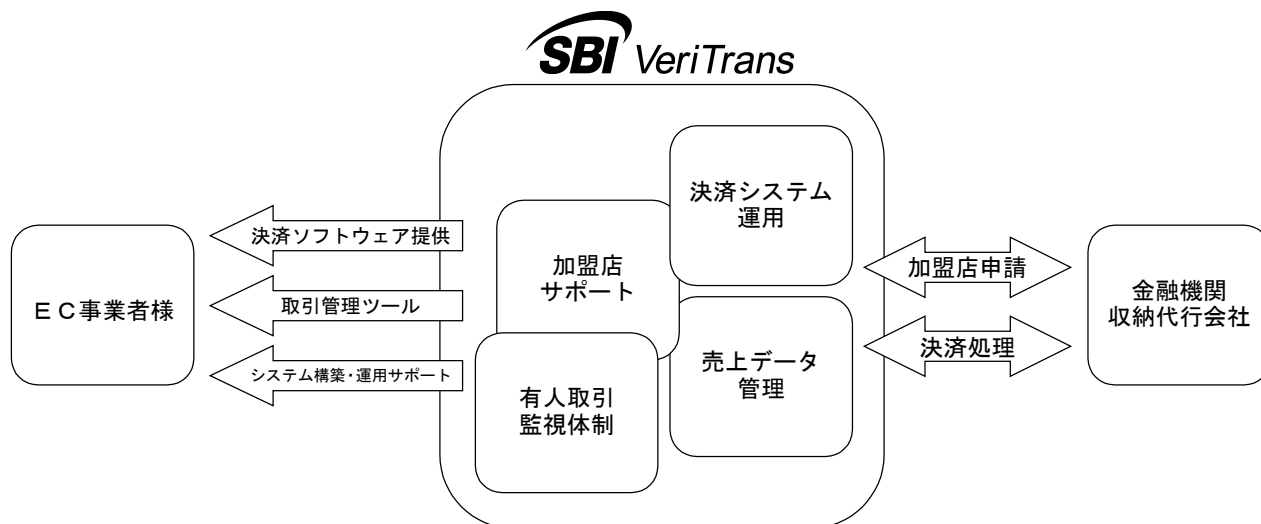 SBI VeriTrans
決済システム
運用
決済ソフトウェア提供
加盟店
サポート
加盟店申請
ＥＣ事業者様
取引管理ツール
金融機関
収納代行会社
決済処理
システム構築・運用サポート
売上データ
管理
有人取引
監視体制